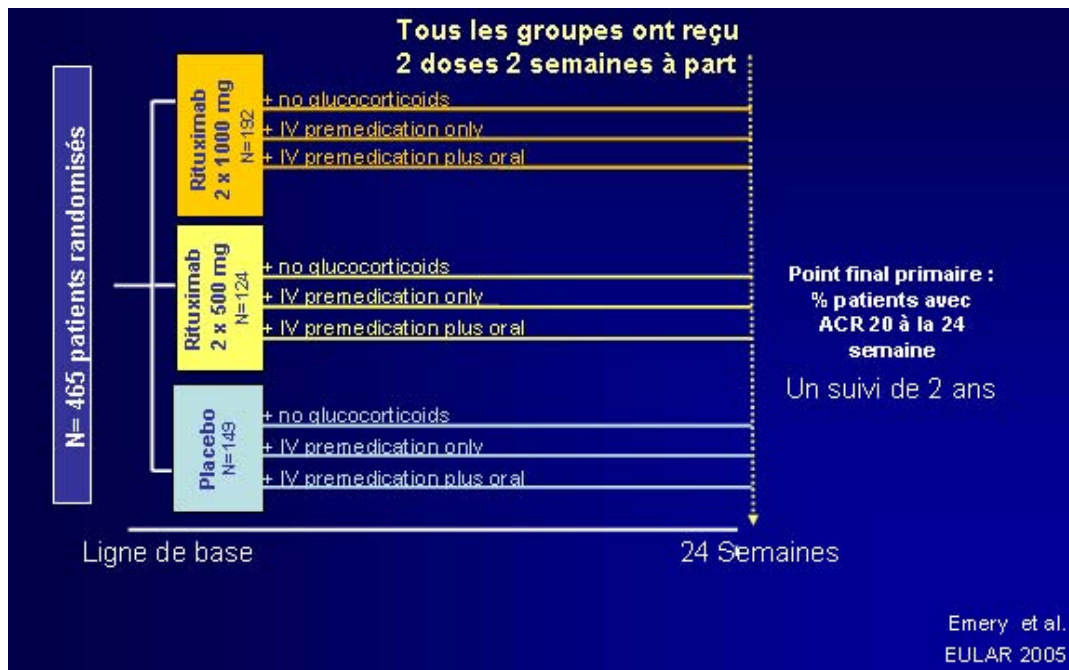 Tous les groupes ont reçu
2 doses 2 semaines à part
N= 465 patients randomisés
Rituximab
2 x 1000 mg
N=192
+ no glucocorticoids
+ IV premedication only
+ IV premedication plus oral
Rituximab
2 x 500 mg
N=124
+ no glucocorticoids
+ IV premedication only
+ IV premedication plus oral
Placebo
N=149
+ no glucocorticoids
+ IV premedication only
+ IV premedication plus oral
Point final primaire :
% patients avec
ACR 20 à la 24
semaine
Un suivi de 2 ans
Ligne de base
24 Semaines
Emery et al.
EULAR 2005